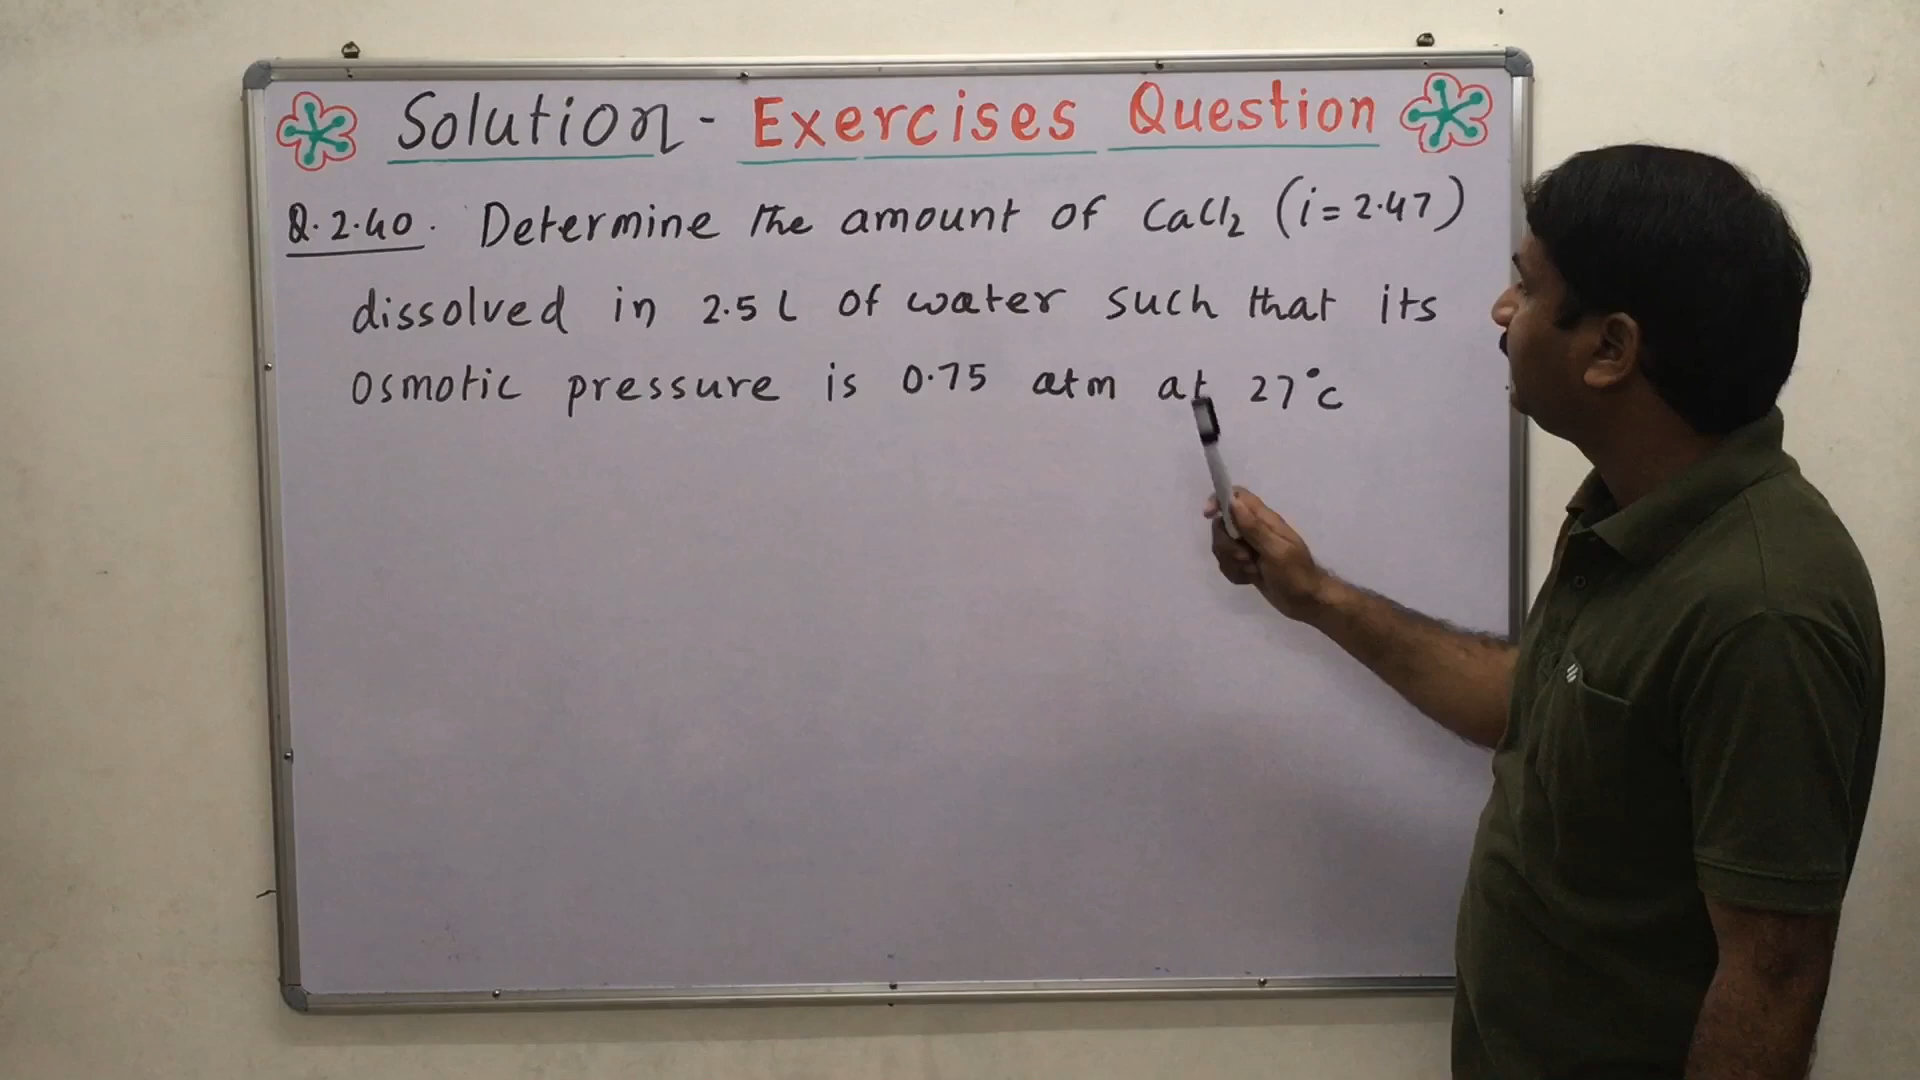 Solution - Exercises Question
Q. 2.40. Determine the amount of CaCl₂ (i = 2.47)
dissolved in 2.5 L of water such that its
osmotic pressure is 0.75 atm at 27°C